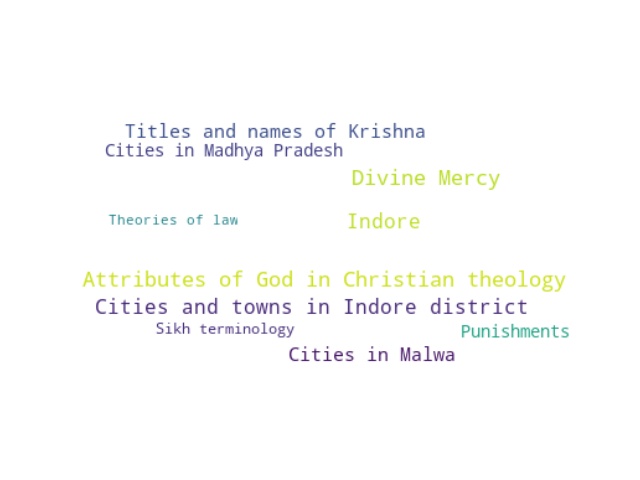 Titles and names of Krishna
Cities in Madhya Pradesh
Divine Mercy
Theories of law
Indore
Attributes of God in Christian theology
Cities and towns in Indore district
Sikh terminology
Punishments
Cities in Malwa